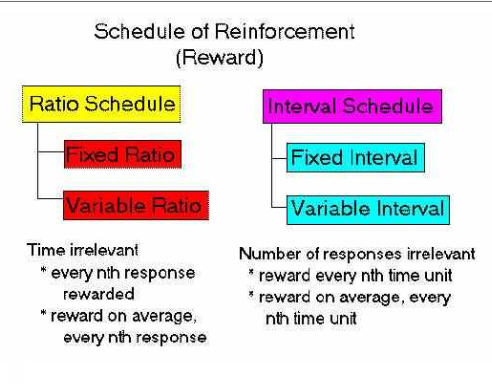 Schedule of Reinforcement
(Reward)
Ratio Schedule
Fixed Ratio
Variable Ratio
Time irrelevant
* every nth response
rewarded
* reward on average,
every nth response
Interval Schedule
Fixed Interval
Variable Interval
Number of responses irrelevant
* reward every nth time unit
* reward on average, every
nth time unit